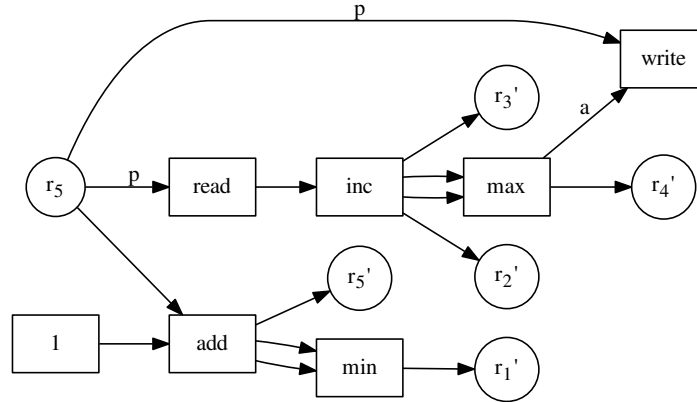 p
write
r3'
a
r5
p
read
inc
max
r4'
r5'
r2'
1
add
min
r1'